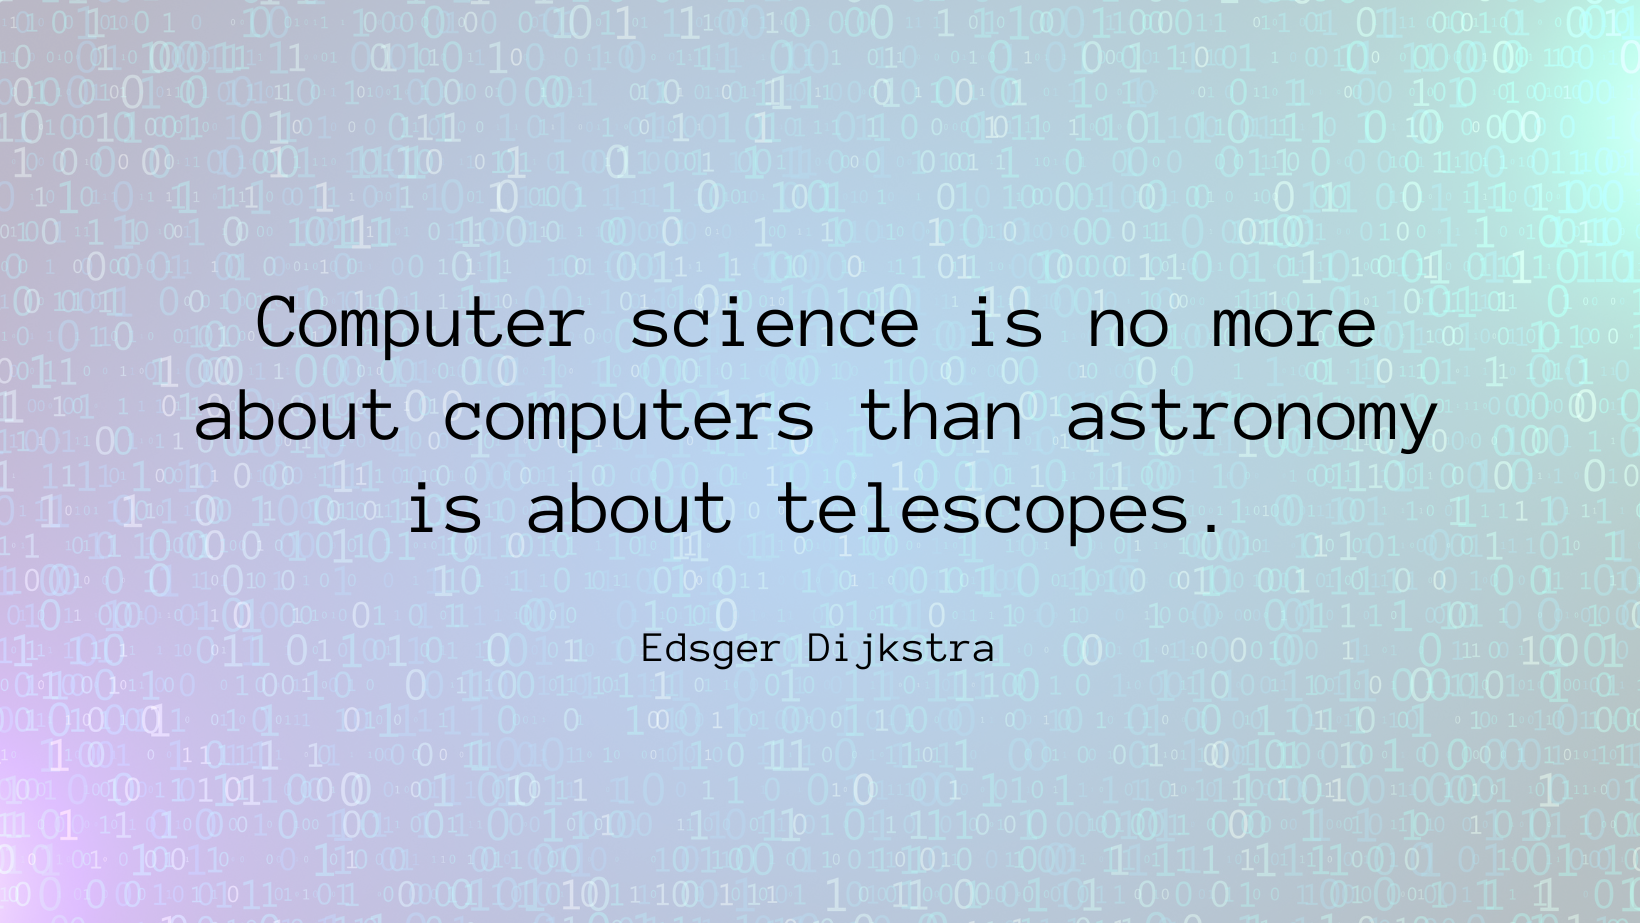 Computer science is no more
about computers than astronomy
is about telescopes.
Edsger Dijkstra